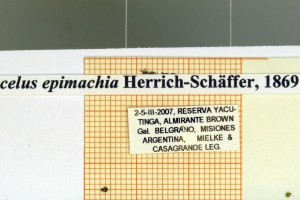 celus epimachia Herrich-Schäffer, 1869
2-5-III-2007, RESERVA YACU-
TINGA, ALMIRANTE BROWN
Gal. BELGRANO, MISIONES
ARGENTINA, MIELKE &
CASAGRANDE LEG.